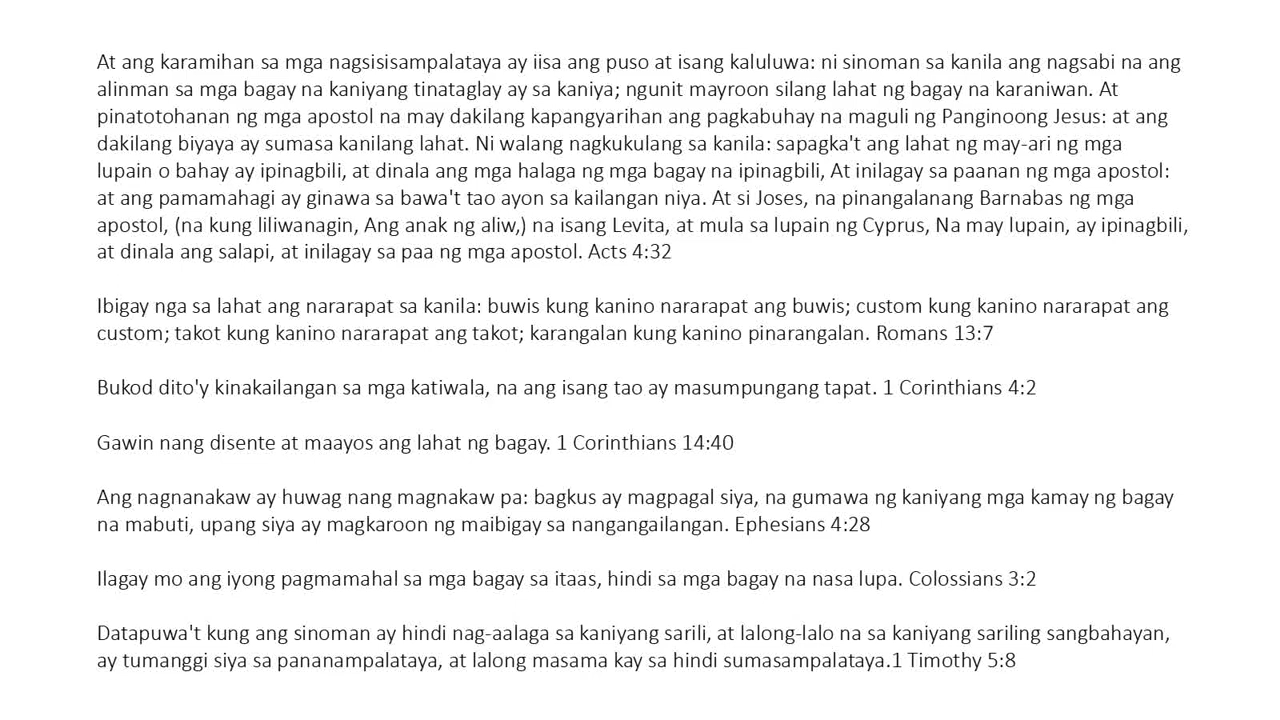 At ang karamihan sa mga nagsisisampalataya ay iisa ang puso at isang kaluluwa: ni sinoman sa kanila ang nagsabi na ang
alinman sa mga bagay na kaniyang tinataglay ay sa kaniya; ngunit mayroon silang lahat ng bagay na karaniwan. At
pinatotohanan ng mga apostol na may dakilang kapangyarihan ang pagkabuhay na maguli ng Panginoong Jesus: at ang
dakilang biyaya ay sumasa kanilang lahat. Ni walang nagkukulang sa kanila: sapagka't ang lahat ng may-ari ng mga
lupain o bahay ay ipinagbili, at dinala ang mga halaga ng mga bagay na ipinagbili, At inilagay sa paanan ng mga apostol:
at ang pamamahagi ay ginawa sa bawa't tao ayon sa kailangan niya. At si Joses, na pinangalanang Barnabas ng mga
apostol, (na kung liliwanagin, Ang anak ng aliw,) na isang Levita, at mula sa lupain ng Cyprus, Na may lupain, ay ipinagbili,
at dinala ang salapi, at inilagay sa paa ng mga apostol. Acts 4:32
Ibigay nga sa lahat ang nararapat sa kanila: buwis kung kanino nararapat ang buwis; custom kung kanino nararapat ang
custom; takot kung kanino nararapat ang takot; karangalan kung kanino pinarangalan. Romans 13:7
Bukod dito'y kinakailangan sa mga katiwala, na ang isang tao ay masumpungang tapat. 1 Corinthians 4:2
Gawin nang disente at maayos ang lahat ng bagay. 1 Corinthians 14:40
Ang nagnanakaw ay huwag nang magnakaw pa: bagkus ay magpagal siya, na gumawa ng kaniyang mga kamay ng bagay
na mabuti, upang siya ay magkaroon ng maibigay sa nangangailangan. Ephesians 4:28
Ilagay mo ang iyong pagmamahal sa mga bagay sa itaas, hindi sa mga bagay na nasa lupa. Colossians 3:2
Datapuwa't kung ang sinoman ay hindi nag-aalaga sa kaniyang sarili, at lalong-lalo na sa kaniyang sariling sangbahayan,
ay tumanggi siya sa pananampalataya, at lalong masama kay sa hindi sumasampalataya.1 Timothy 5:8